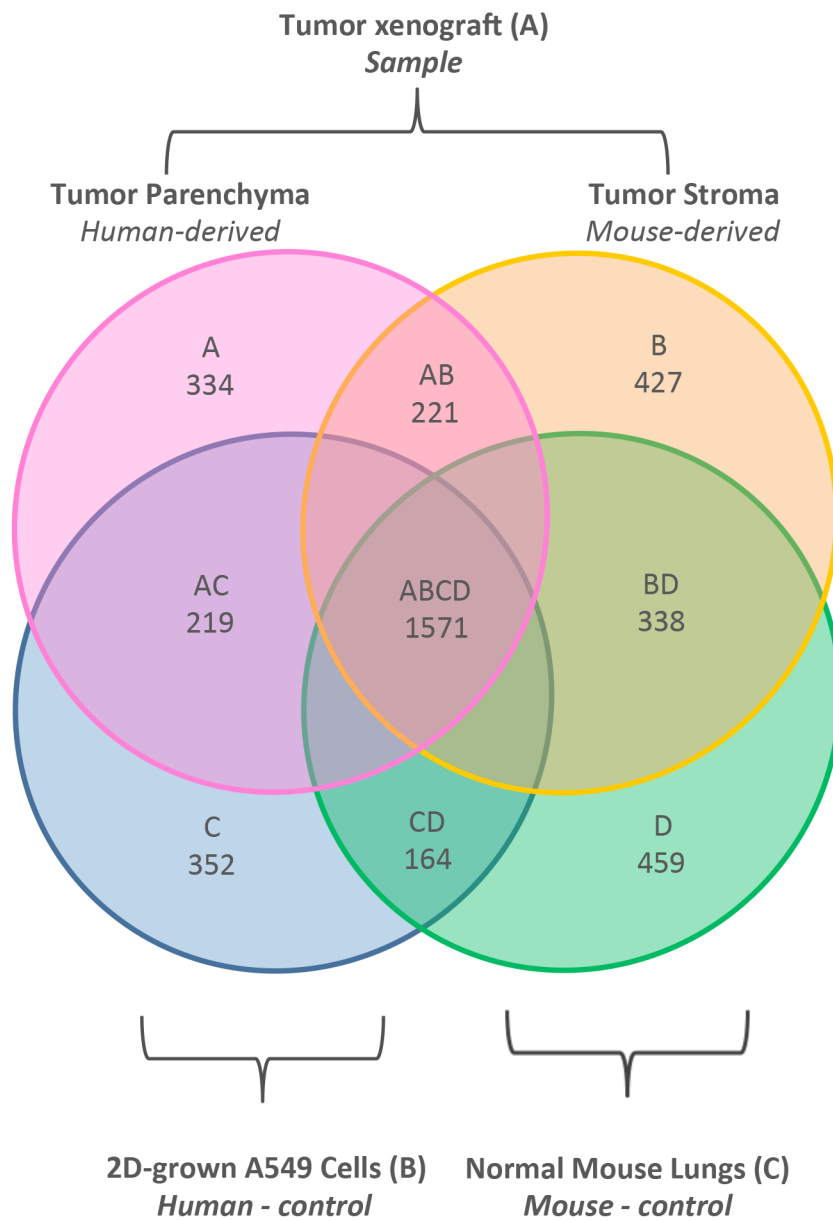 Tumor xenograft (A)
Sample
Tumor Parenchyma
Human-derived
Tumor Stroma
Mouse-derived
A
334
AB
221
B
427
AC
219
ABCD
1571
BD
338
C
352
CD
164
D
459
2D-grown A549 Cells (B)
Human - control
Normal Mouse Lungs (C)
Mouse - control